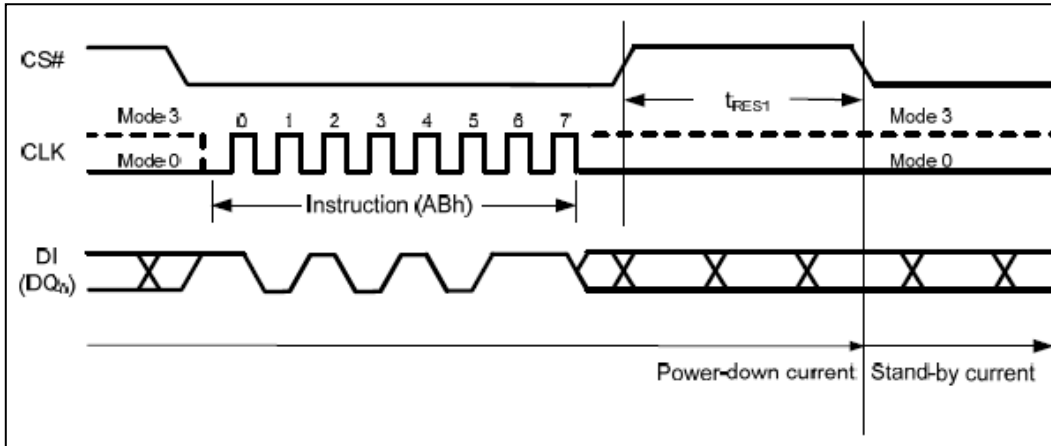 CS#
tRES1
Mode 3 0 1 2 3 4 5 6 7 Mode 3
CLK
Mode 0 Mode 0
Instruction (ABh)
DI
(DQ0)
Power-down current Stand-by current